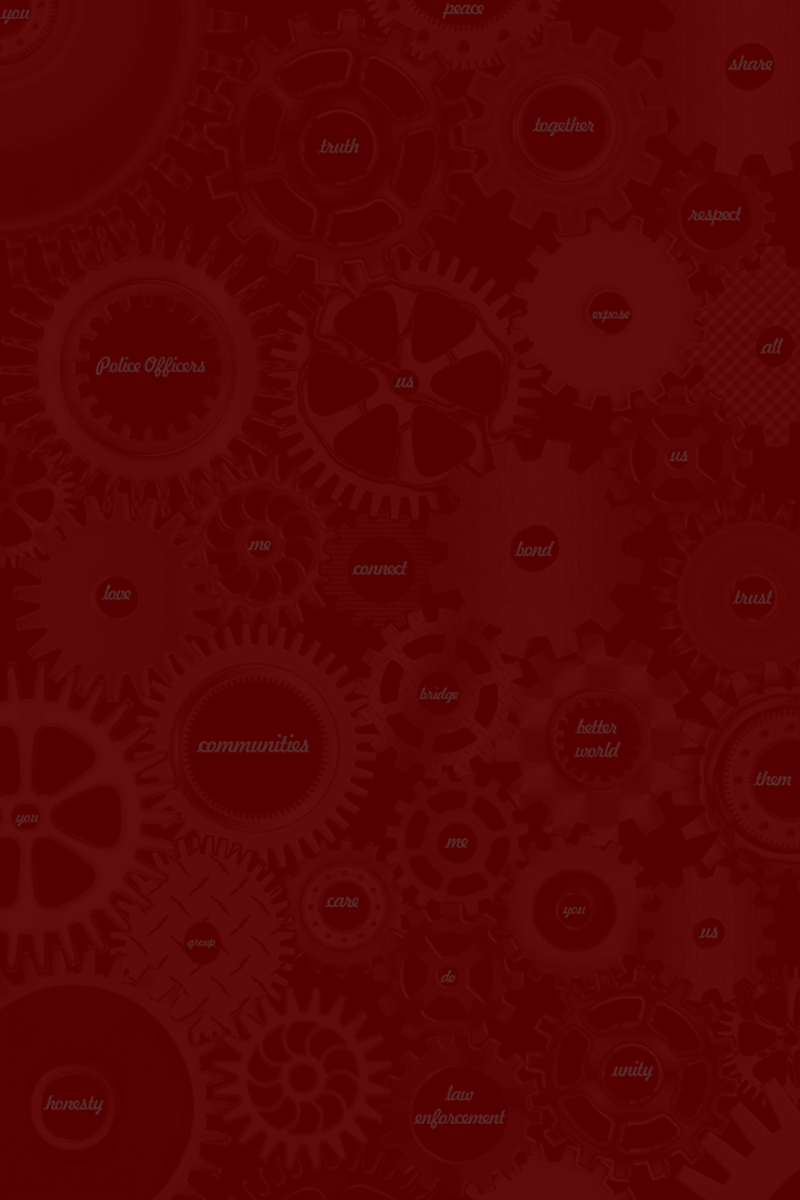 you
peace
share
together
truth
respect
expose
all
Police Officers
us
us
me
bond
connect
love
trust
bridge
better
world
communities
them
you
me
care
you
us
group
do
unity
honesty
law
enforcement